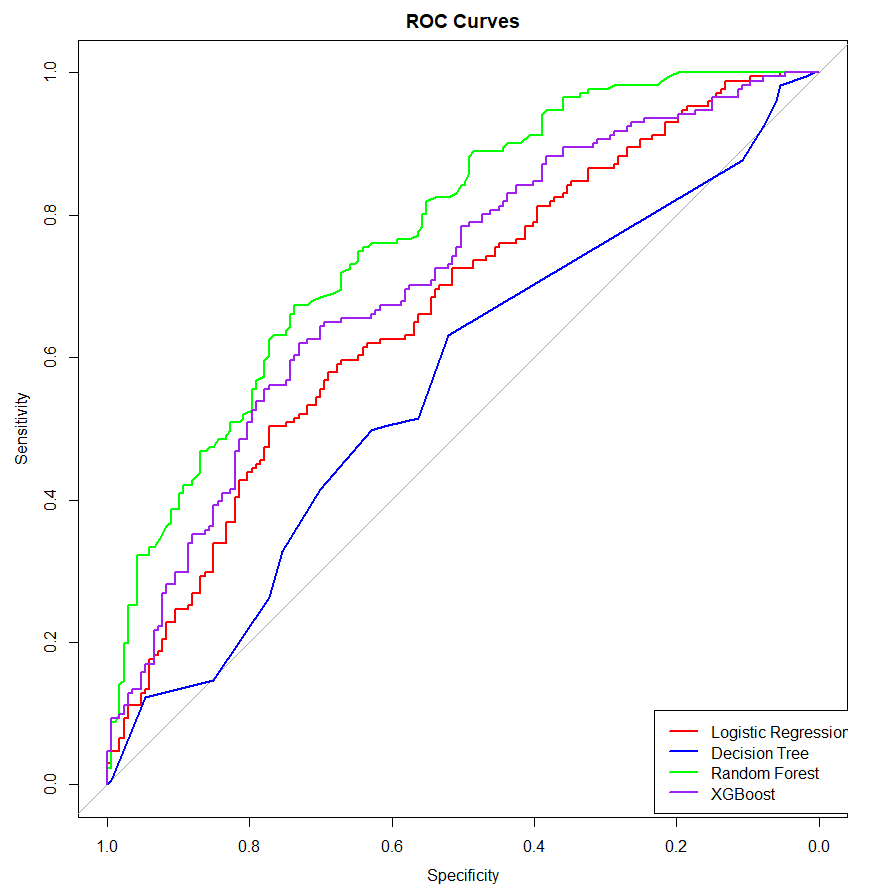 ROC Curves
1.0
0.8
0.6
0.4
0.2
0.0
Sensitivity
1.0 0.8 0.6 0.4 0.2 0.0
Specificity
Logistic Regression
Decision Tree
Random Forest
XGBoost